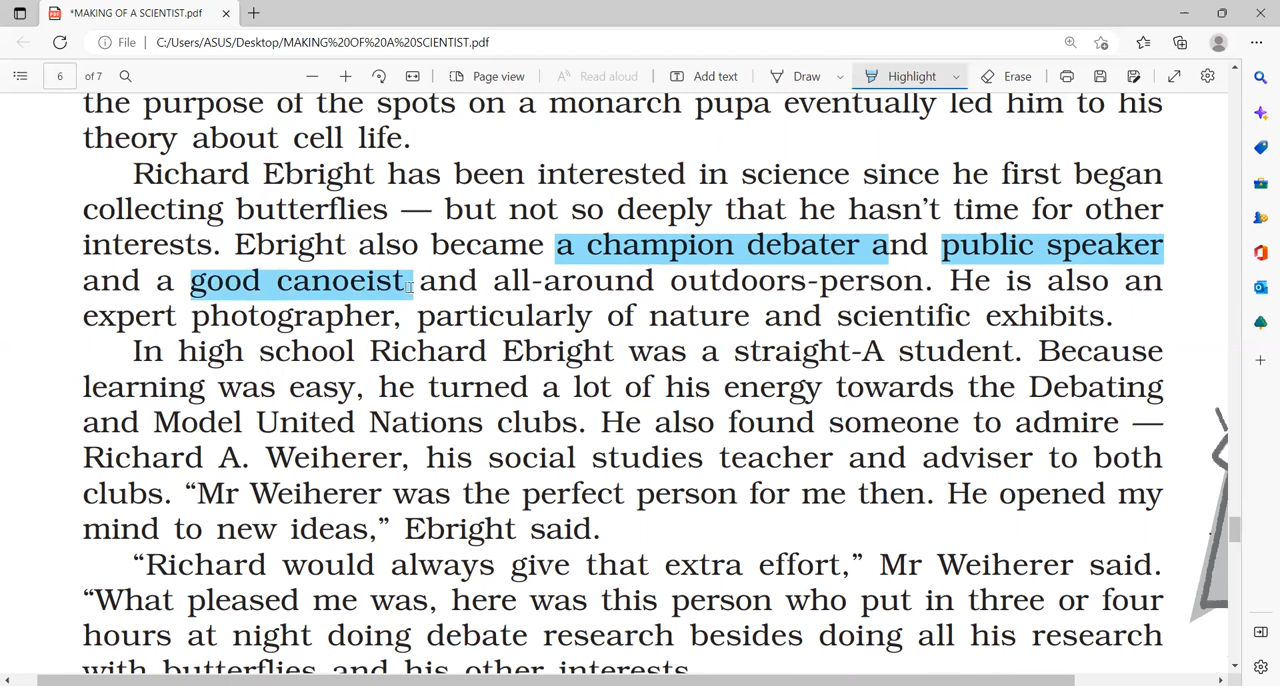 *MAKING OF A SCIENTIST.pdf
File C:/Users/ASUS/Desktop/MAKING%20OF%20A%20SCIENTIST.pdf
6 of 7 Page view Read aloud Add text Draw Highlight Erase
the purpose of the spots on a monarch pupa eventually led him to his
theory about cell life.
Richard Ebright has been interested in science since he first began
collecting butterflies — but not so deeply that he hasn’t time for other
interests. Ebright also became a champion debater and public speaker
and a good canoeist and all-around outdoors-person. He is also an
expert photographer, particularly of nature and scientific exhibits.
In high school Richard Ebright was a straight-A student. Because
learning was easy, he turned a lot of his energy towards the Debating
and Model United Nations clubs. He also found someone to admire —
Richard A. Weiherer, his social studies teacher and adviser to both
clubs. “Mr Weiherer was the perfect person for me then. He opened my
mind to new ideas,” Ebright said.
“Richard would always give that extra effort,” Mr Weiherer said.
“What pleased me was, here was this person who put in three or four
hours at night doing debate research besides doing all his research
with butterflies and his other interests.